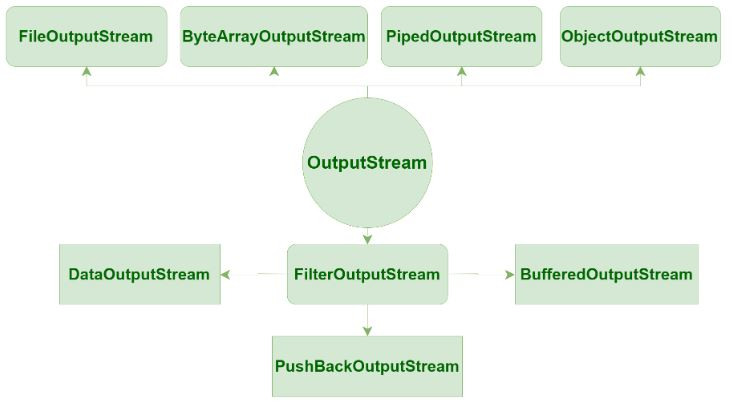 FileOutputStream
ByteArrayOutputStream
PipedOutputStream
ObjectOutputStream
OutputStream
DataOutputStream
FilterOutputStream
BufferedOutputStream
PushBackOutputStream